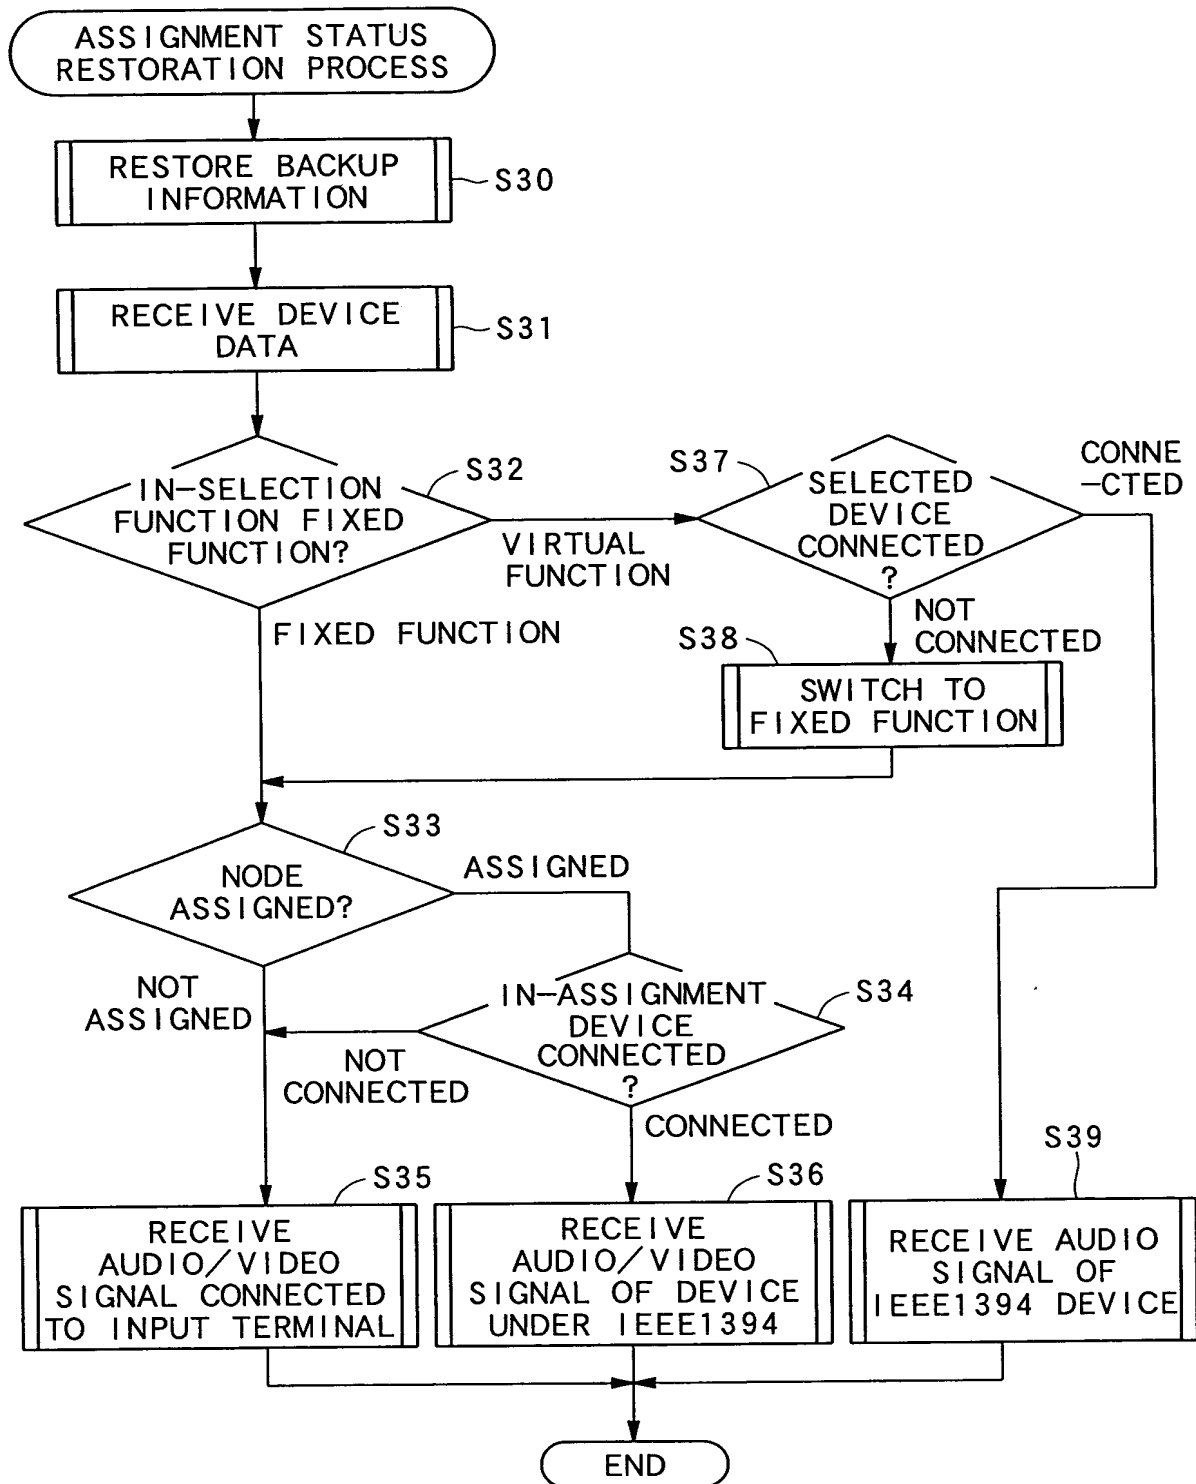 ASSIGNMENT STATUS
RESTORATION PROCESS
RESTORE BACKUP
INFORMATION
S30
RECEIVE DEVICE
DATA
S31
IN-SELECTION
FUNCTION FIXED
FUNCTION?
S32
VIRTUAL
FUNCTION
FIXED FUNCTION
S37
SELECTED
DEVICE
CONNECTED
?
CONNE
-CTED
NOT
CONNECTED
S38
SWITCH TO
FIXED FUNCTION
S33
NODE
ASSIGNED?
ASSIGNED
NOT
ASSIGNED
IN-ASSIGNMENT
DEVICE
CONNECTED
?
S34
NOT
CONNECTED
CONNECTED
S35
RECEIVE
AUDIO/VIDEO
SIGNAL CONNECTED
TO INPUT TERMINAL
S36
RECEIVE
AUDIO/VIDEO
SIGNAL OF DEVICE
UNDER IEEE1394
S39
RECEIVE AUDIO
SIGNAL OF
IEEE1394 DEVICE
END